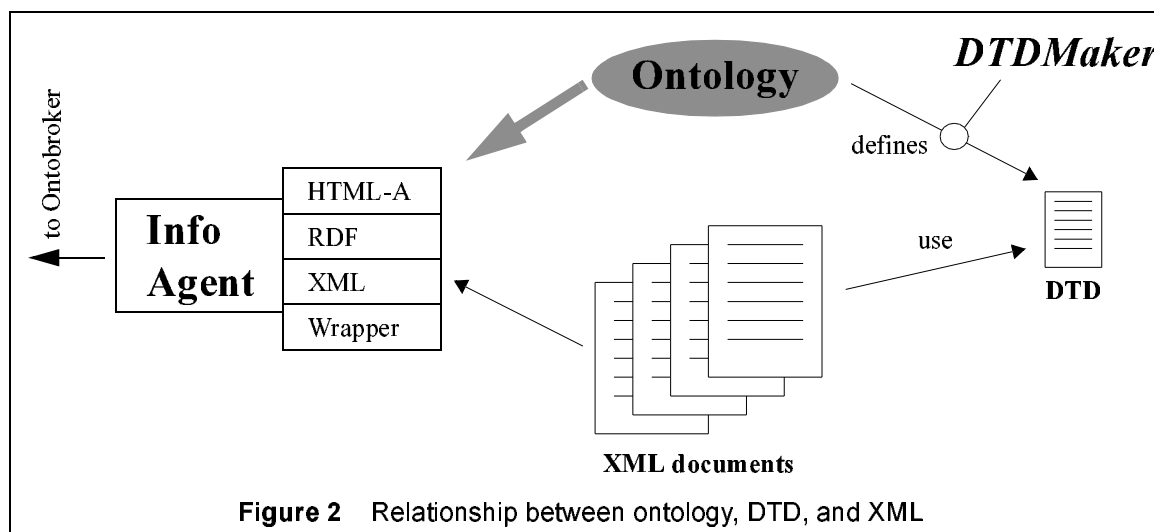 DTDMaker
Ontology
defines
to Ontobroker
Info
Agent
HTML-A
RDF
XML
Wrapper
use
DTD
XML documents
Figure 2 Relationship between ontology, DTD, and XML